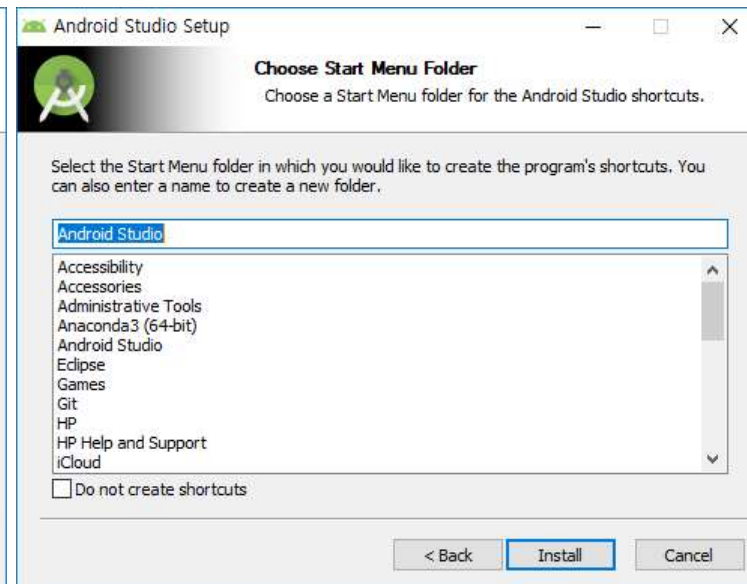 Android Studio Setup
Choose Start Menu Folder
Choose a Start Menu folder for the Android Studio shortcuts.
Select the Start Menu folder in which you would like to create the program's shortcuts. You
can also enter a name to create a new folder.
Android Studio
Accessibility
Accessories
Administrative Tools
Anaconda3 (64-bit)
Android Studio
Eclipse
Games
Git
HP
HP Help and Support
iCloud
Do not create shortcuts
< Back
Install
Cancel